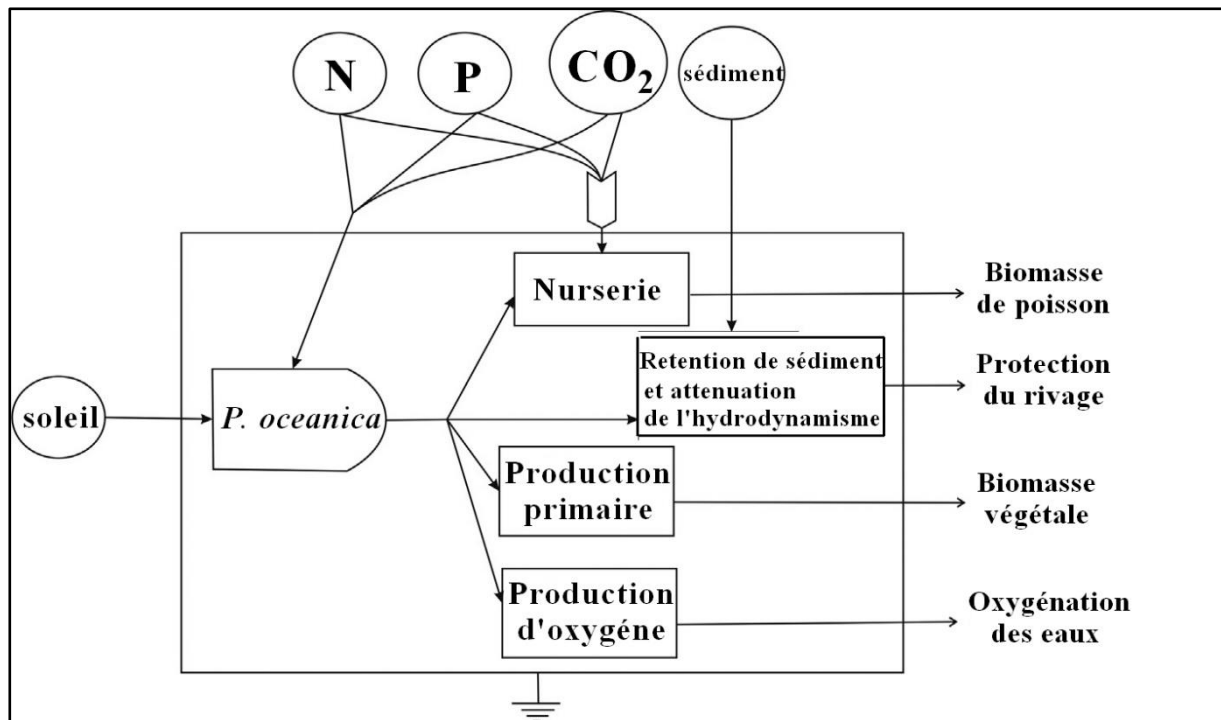 N
P
CO₂
sédiment
Nurserie
Biomasse
de poisson
Retention de sédiment
et attenuation
de l'hydrodynamisme
Protection
du rivage
soleil
P. oceanica
Production
primaire
Biomasse
végétale
Production
d'oxygéne
Oxygénation
des eaux